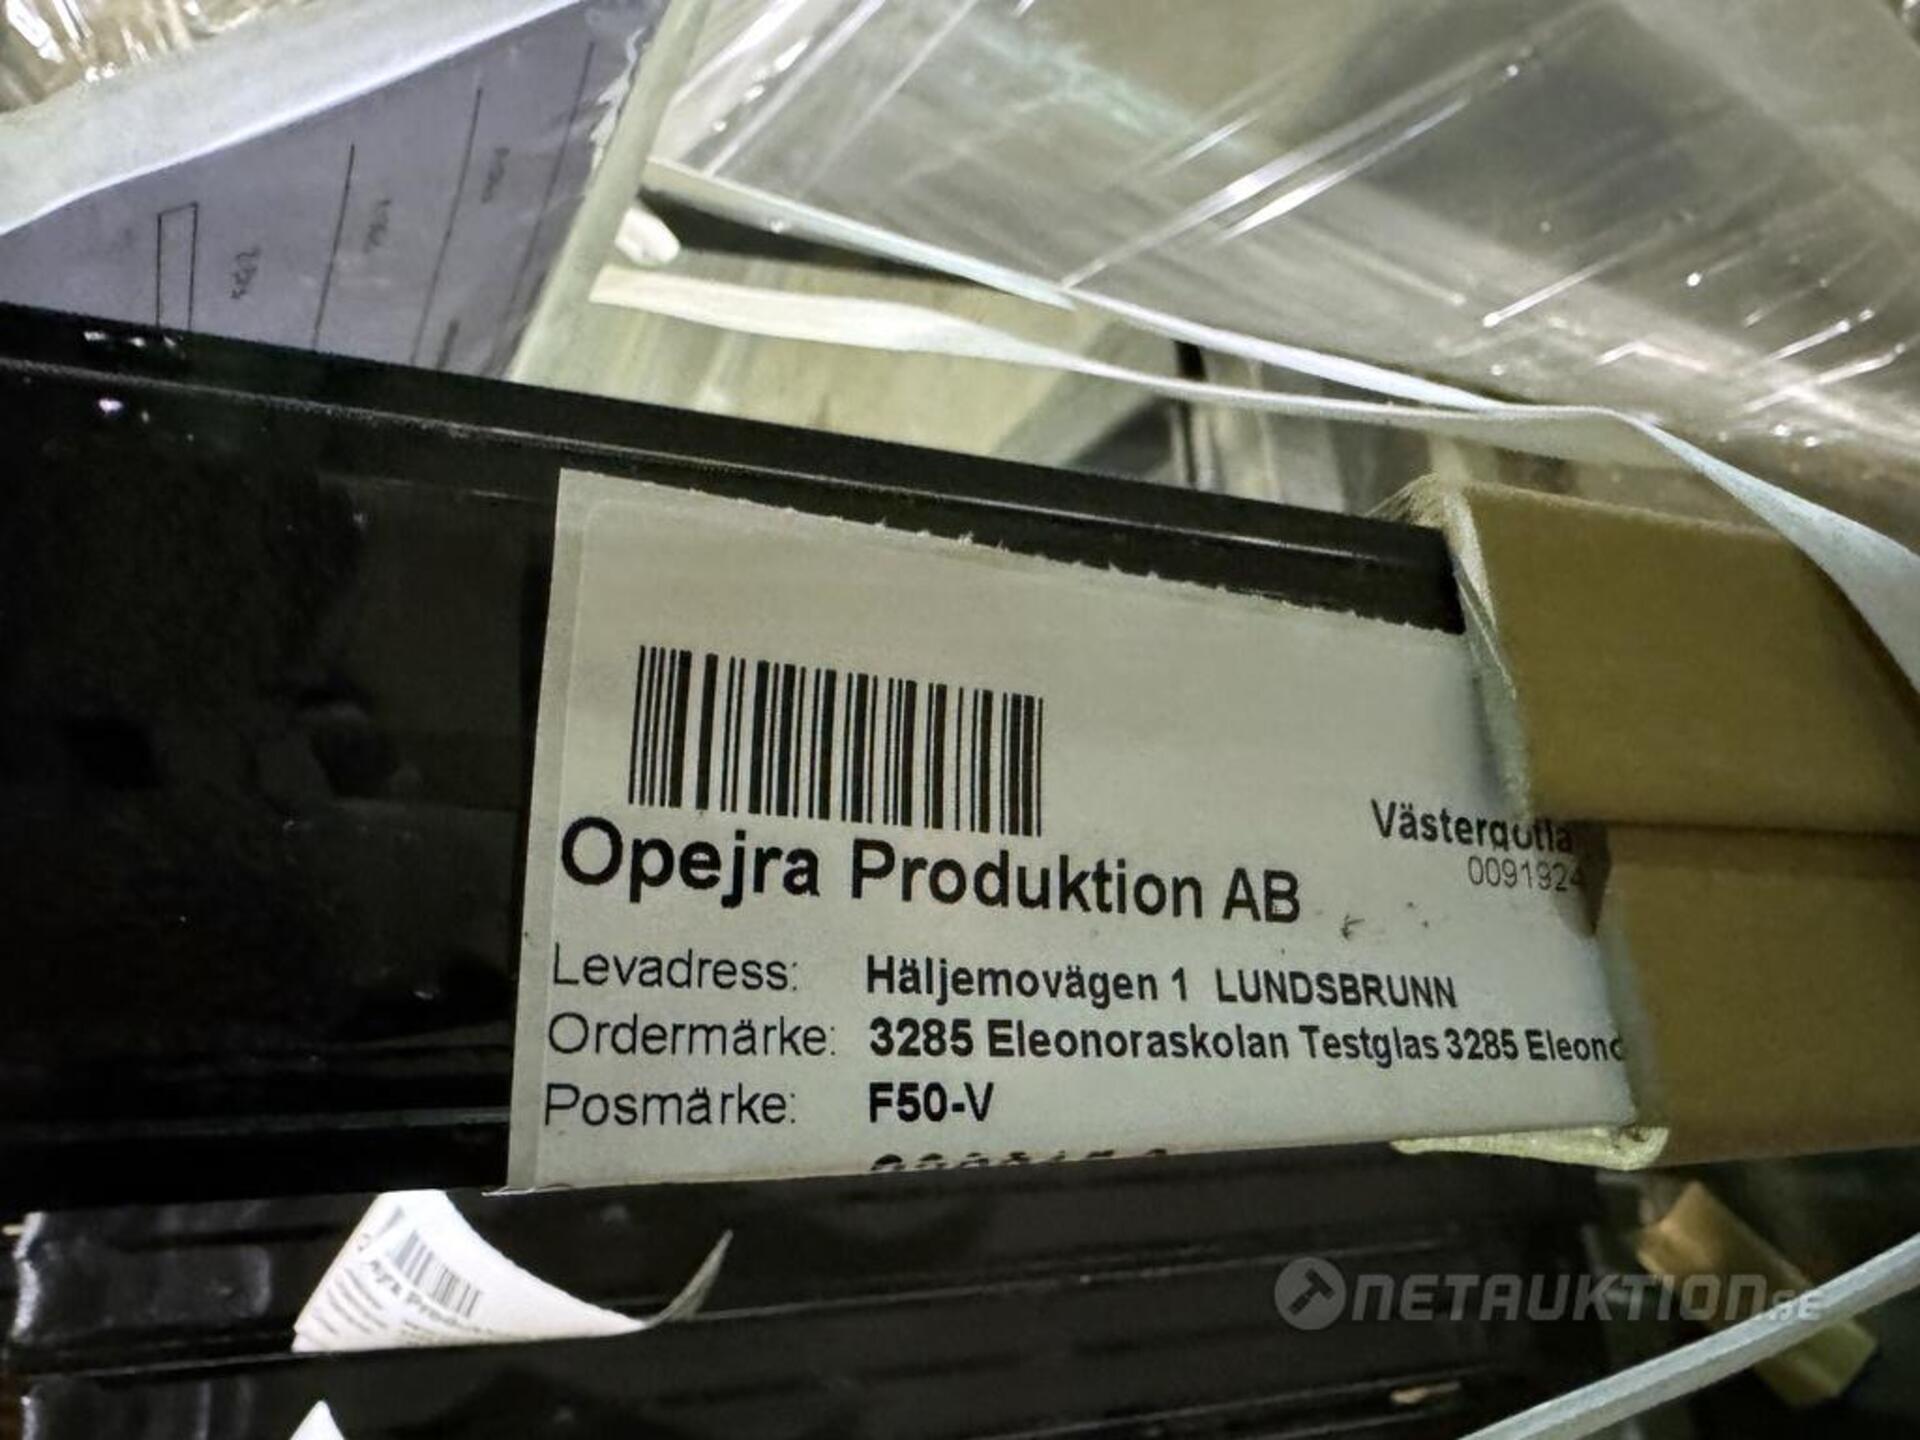 Opejra Produktion AB
Västergötla
0091924
Levadress: Häljemovägen 1 LUNDSBRUNN
Ordermärke: 3285 Eleonoraskolan Testglas 3285 Eleono
Posmärke: F50-V
NETAUKTION.SE